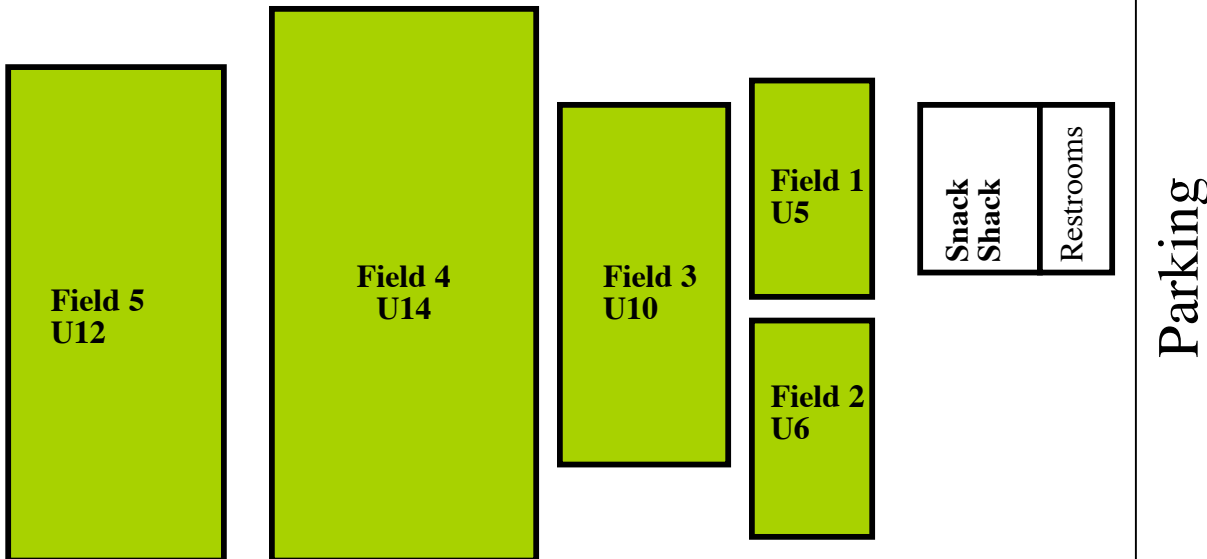 Field 5
U12
Field 4
U14
Field 3
U10
Field 1
U5
Field 2
U6
Snack
Shack
Restrooms
Parking